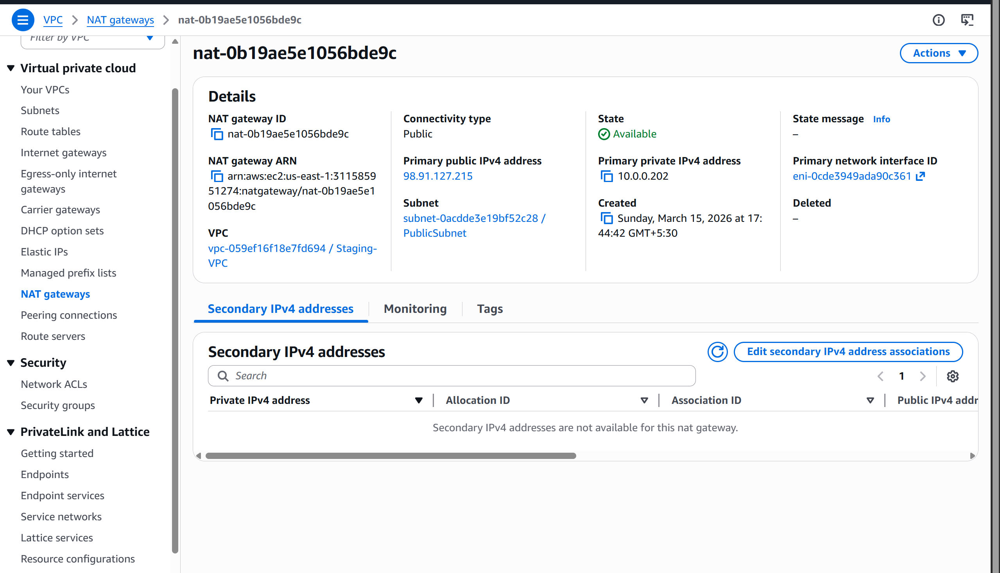 VPC > NAT gateways > nat-0b19ae5e1056bde9c
Filter by VPC
Virtual private cloud
Your VPCs
Subnets
Route tables
Internet gateways
Egress-only internet
gateways
Carrier gateways
DHCP option sets
Elastic IPs
Managed prefix lists
NAT gateways
Peering connections
Route servers
Security
Network ACLs
Security groups
PrivateLink and Lattice
Getting started
Endpoints
Endpoint services
Service networks
Lattice services
Resource configurations
nat-0b19ae5e1056bde9c
Actions
Details
NAT gateway ID
nat-0b19ae5e1056bde9c
NAT gateway ARN
arn:aws:ec2:us-east-1:3115859
51274:natgateway/nat-0b19ae5e1
056bde9c
VPC
vpc-059ef16f18e7fd694 / Staging-
VPC
Connectivity type
Public
Primary public IPv4 address
98.91.127.215
Subnet
subnet-0acdde3e19bf52c28 /
PublicSubnet
State
Available
Primary private IPv4 address
10.0.0.202
Created
Sunday, March 15, 2026 at 17:
44:42 GMT+5:30
State message Info
–
Primary network interface ID
eni-0cde3949ada90c361
Deleted
–
Secondary IPv4 addresses
Monitoring
Tags
Secondary IPv4 addresses
Edit secondary IPv4 address associations
Search
1
Private IPv4 address
Allocation ID
Association ID
Public IPv4 addr
Secondary IPv4 addresses are not available for this nat gateway.